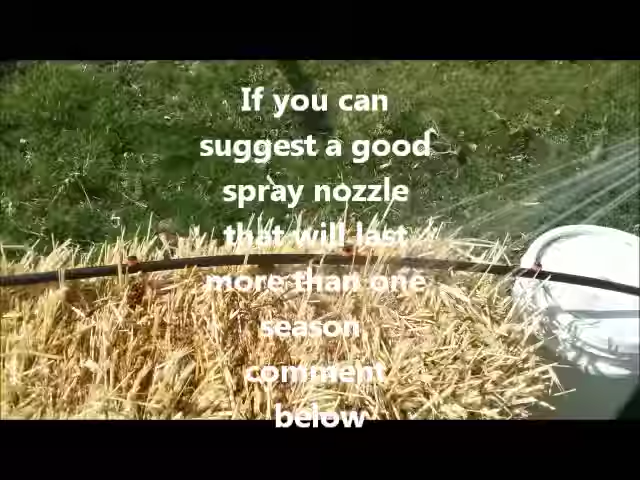 If you can
suggest a good
spray nozzle
that will last
more than one
season
comment
below